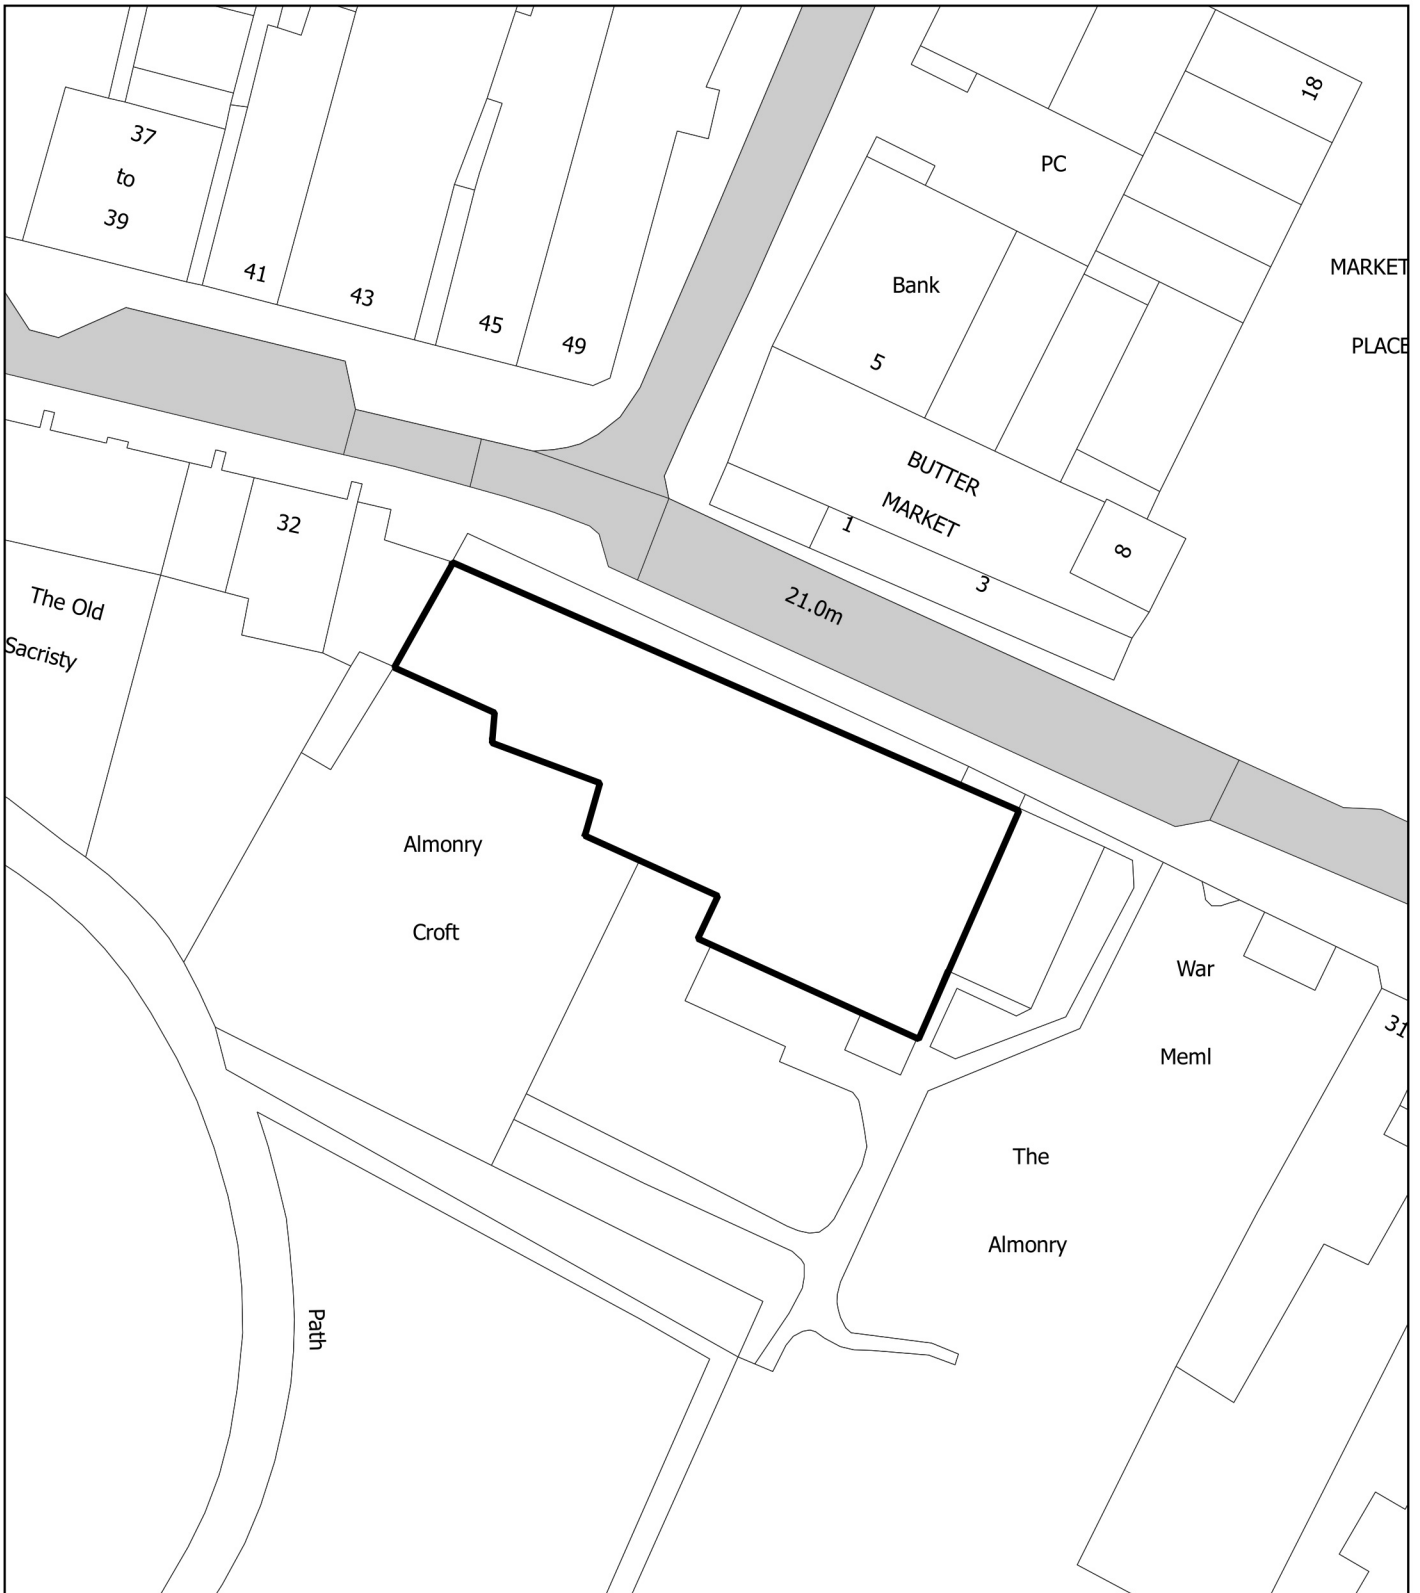 18
37
to
39
PC
41
43
45
49
Bank
5
MARKET
PLACE
BUTTER
MARKET
1
3
8
32
21.0m
The Old
Sacristy
Almonry
Croft
War
Meml
31
The
Almonry
Path